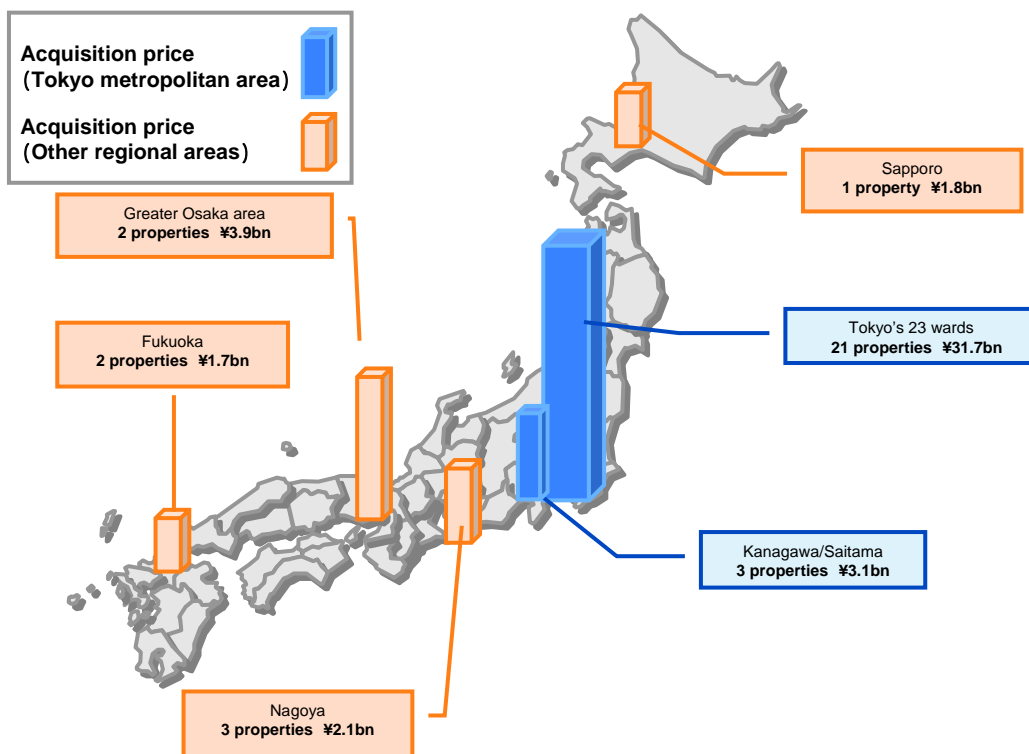 Acquisition price
(Tokyo metropolitan area)
Acquisition price
(Other regional areas)
Sapporo
1 property ¥1.8bn
Greater Osaka area
2 properties ¥3.9bn
Tokyo’s 23 wards
21 properties ¥31.7bn
Fukuoka
2 properties ¥1.7bn
Kanagawa/Saitama
3 properties ¥3.1bn
Nagoya
3 properties ¥2.1bn